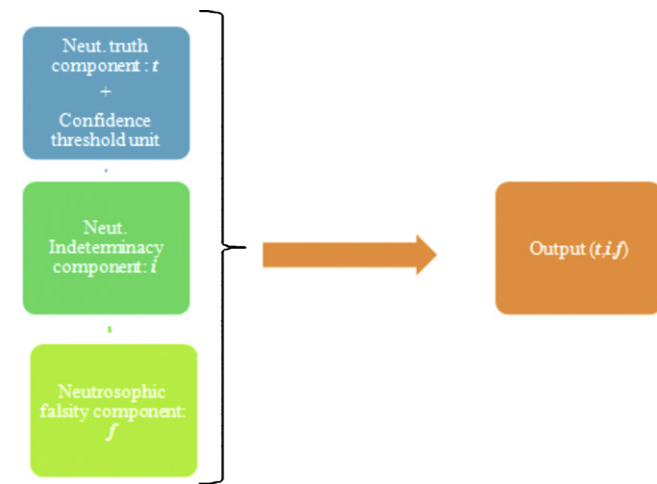 Neut. truth
component : t
+
Confidence
threshold unit
Neut.
Indeterminacy
component: i
Neutrosophic
falsity component:
f
Output (t,i,f)